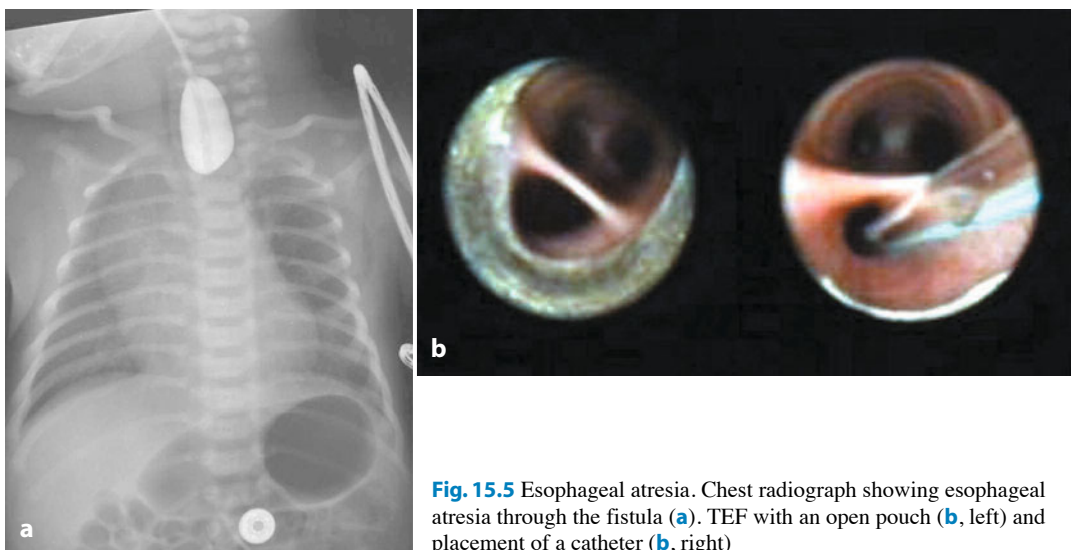 a
b
Fig. 15.5 Esophageal atresia. Chest radiograph showing esophageal
atresia through the fistula (a). TEF with an open pouch (b, left) and
placement of a catheter (b, right)